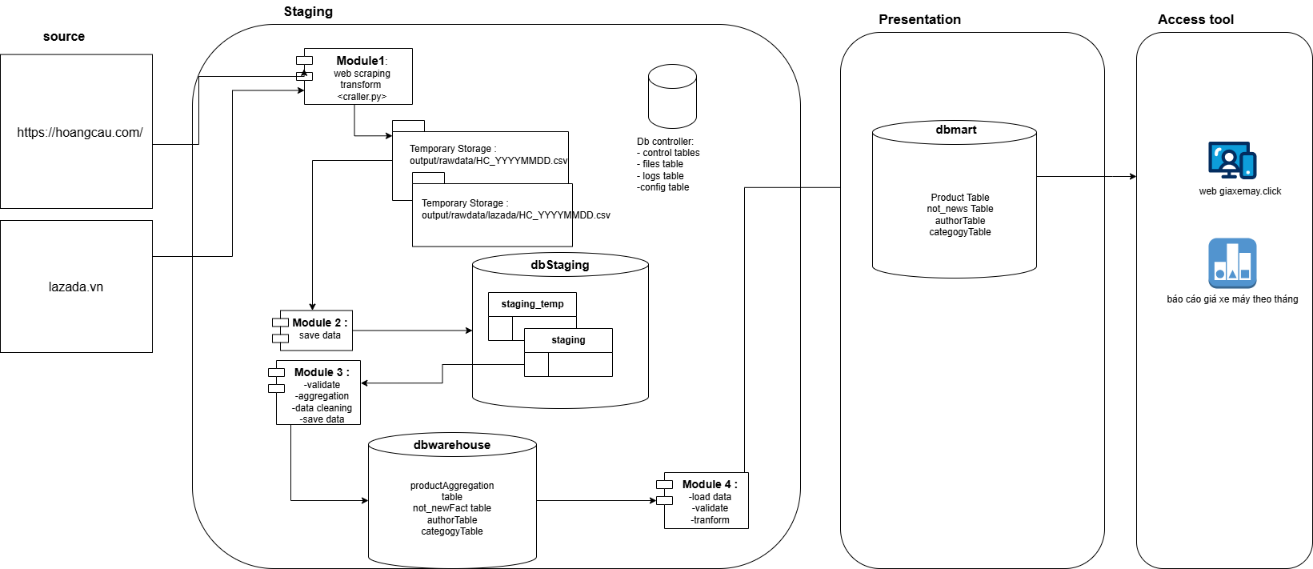 source
https://hoangcau.com/
lazada.vn
Staging
Module1:
web scraping
transform
<craller.py>
Temporary Storage :
output/rawdata/HC_YYYYMMDD.csv
Temporary Storage :
output/rawdata/lazada/HC_YYYYMMDD.csv
Db controller:
- control tables
- files table
- logs table
-config table
dbStaging
staging_temp
staging
Module 2 :
save data
Module 3 :
-validate
-aggregation
-data cleaning
-save data
dbwarehouse
productAggregation
table
not_newFact table
authorTable
categogyTable
Module 4 :
-load data
-validate
-tranform
Presentation
dbmart
Product Table
not_news Table
authorTable
categogyTable
Access tool
web giaxemay.click
báo cáo giá xe máy theo tháng